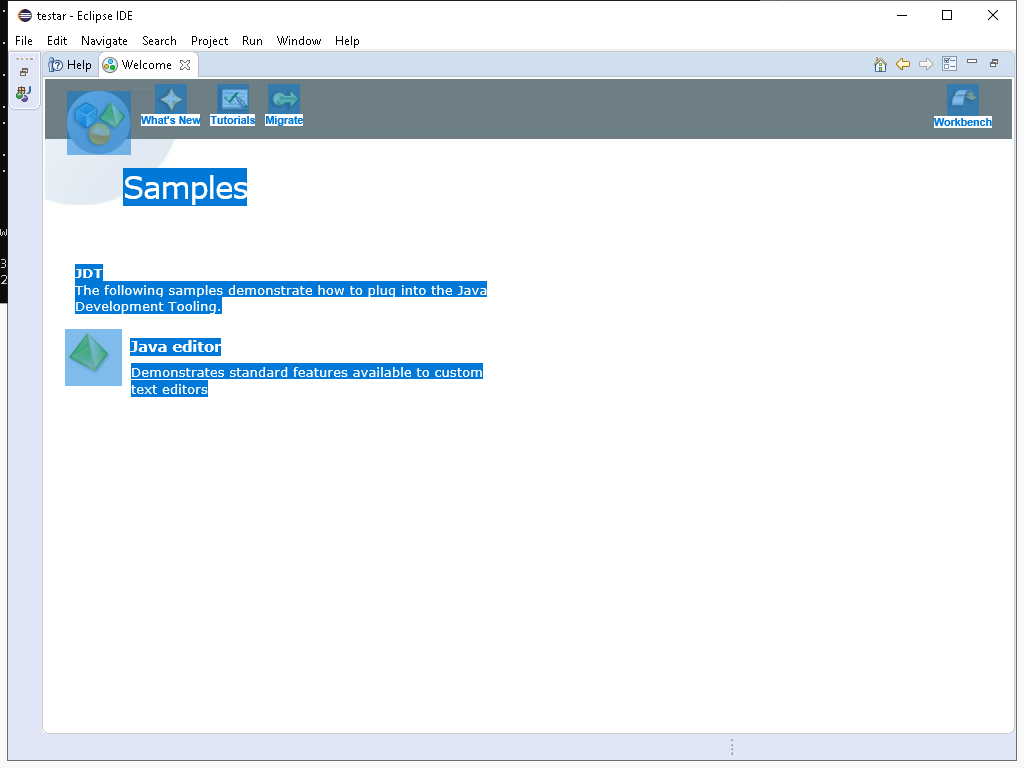 testar - Eclipse IDE
File Edit Navigate Search Project Run Window Help
Help Welcome
What's New Tutorials Migrate Workbench
Samples
JDT
The following samples demonstrate how to plug into the Java
Development Tooling.
Java editor
Demonstrates standard features available to custom
text editors
W
3
2